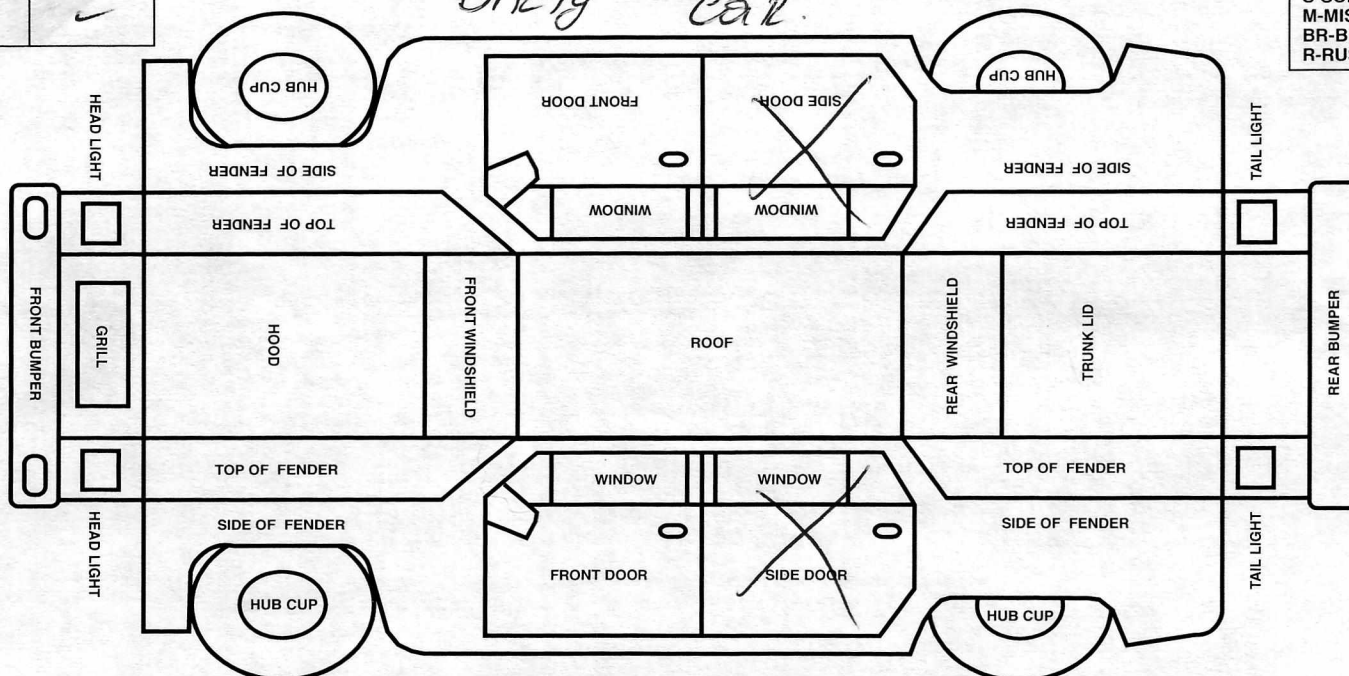 Dirty Car.
M-MIS
BR-B
R-RU
HUB CUP
HUB CUP
HEAD LIGHT
FRONT DOOR
SIDE DOOR
TAIL LIGHT
SIDE OF FENDER
SIDE OF FENDER
TOP OF FENDER
WINDOW
WINDOW
TOP OF FENDER
FRONT BUMPER
GRILL
HOOD
FRONT WINDSHIELD
ROOF
REAR WINDSHIELD
TRUNK LID
REAR BUMPER
TOP OF FENDER
WINDOW
WINDOW
TOP OF FENDER
SIDE OF FENDER
SIDE OF FENDER
HEAD LIGHT
FRONT DOOR
SIDE DOOR
TAIL LIGHT
HUB CUP
HUB CUP